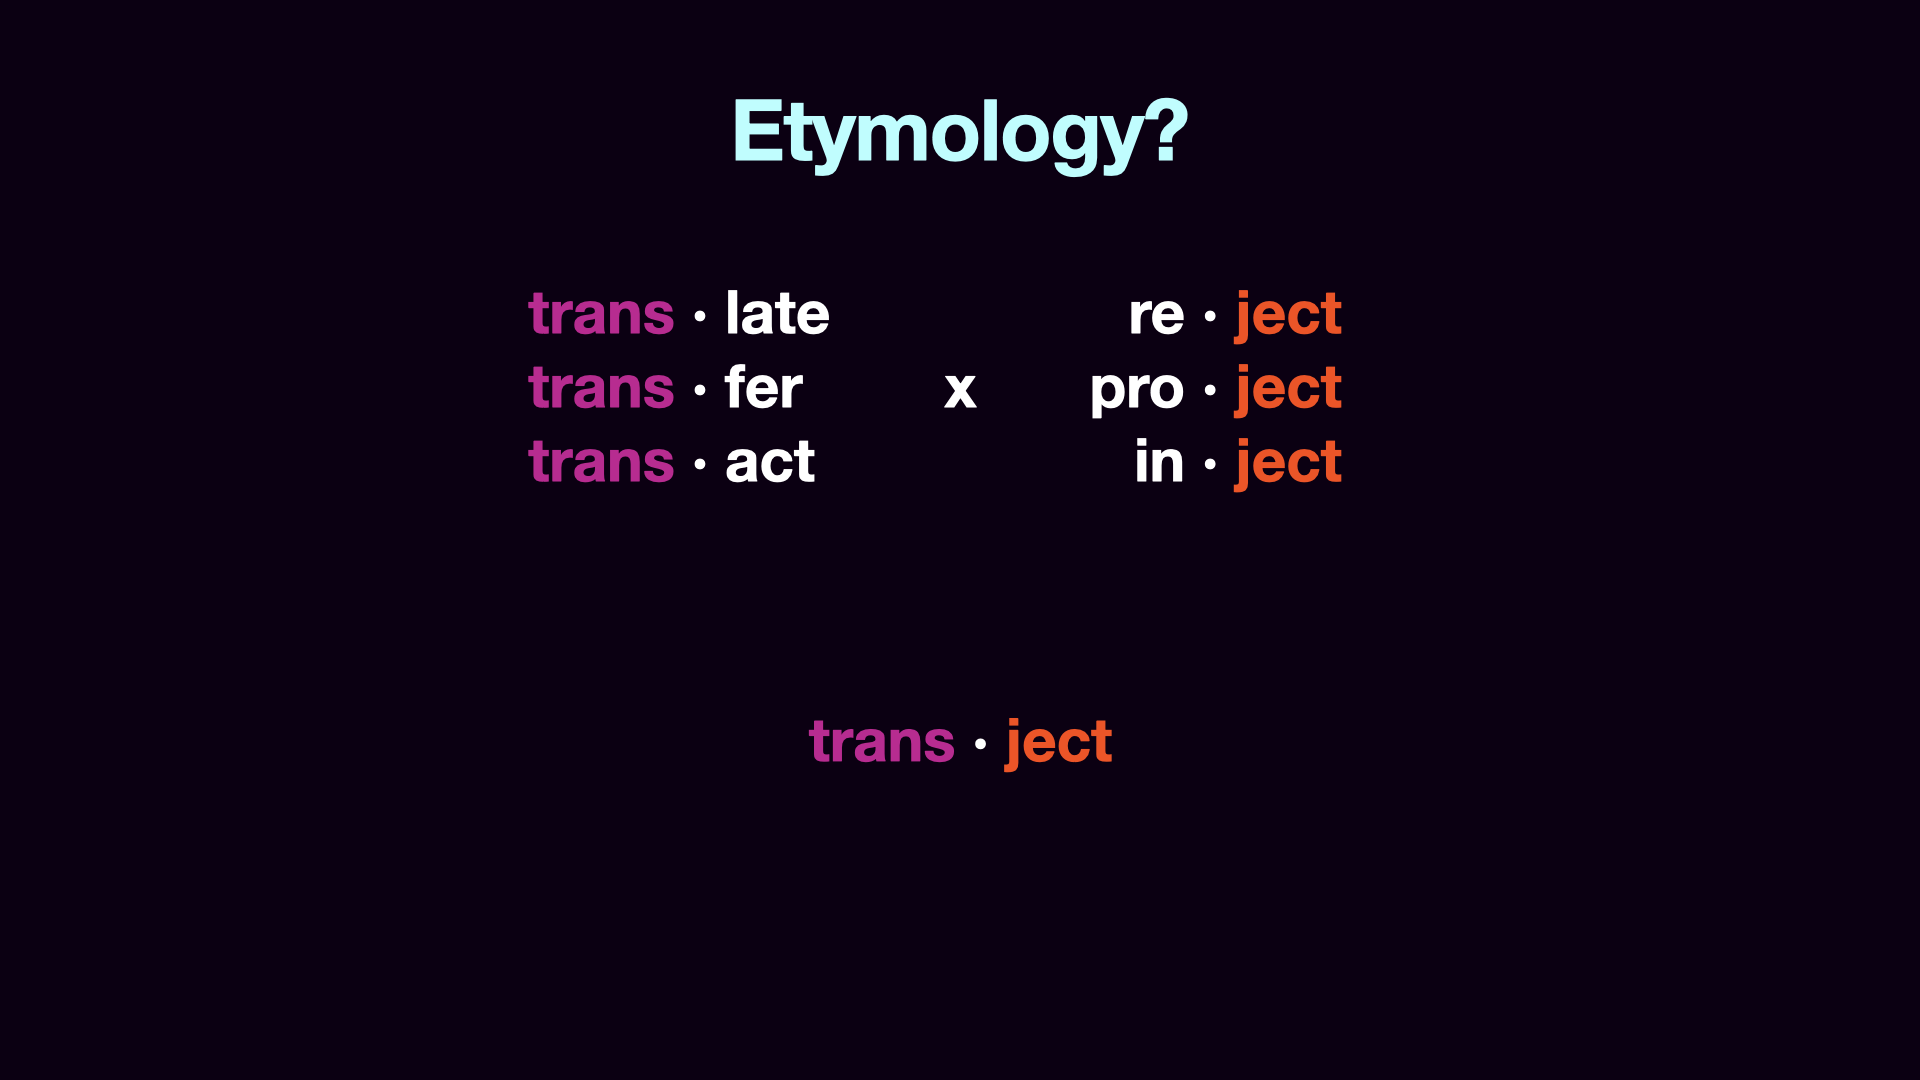 Etymology?
trans · late re · ject
trans · fer x pro · ject
trans · act in · ject
trans · ject